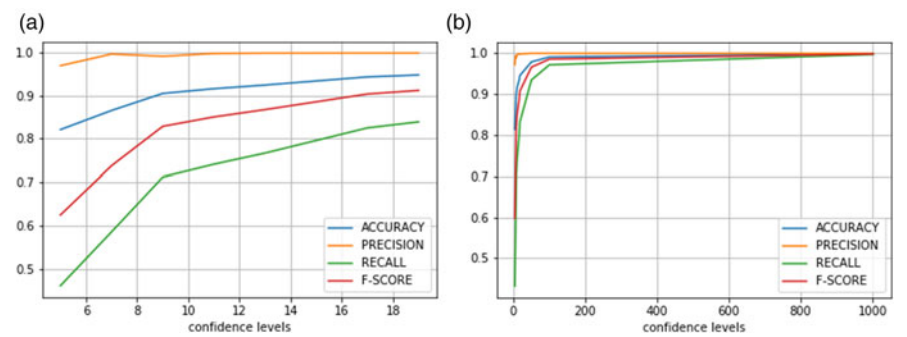 (a)
1.0
0.9
0.8
0.7
0.6
0.5
6 8 10 12 14 16 18
confidence levels
ACCURACY
PRECISION
RECALL
F-SCORE
(b)
1.0
0.9
0.8
0.7
0.6
0.5
0 200 400 600 800 1000
confidence levels
ACCURACY
PRECISION
RECALL
F-SCORE